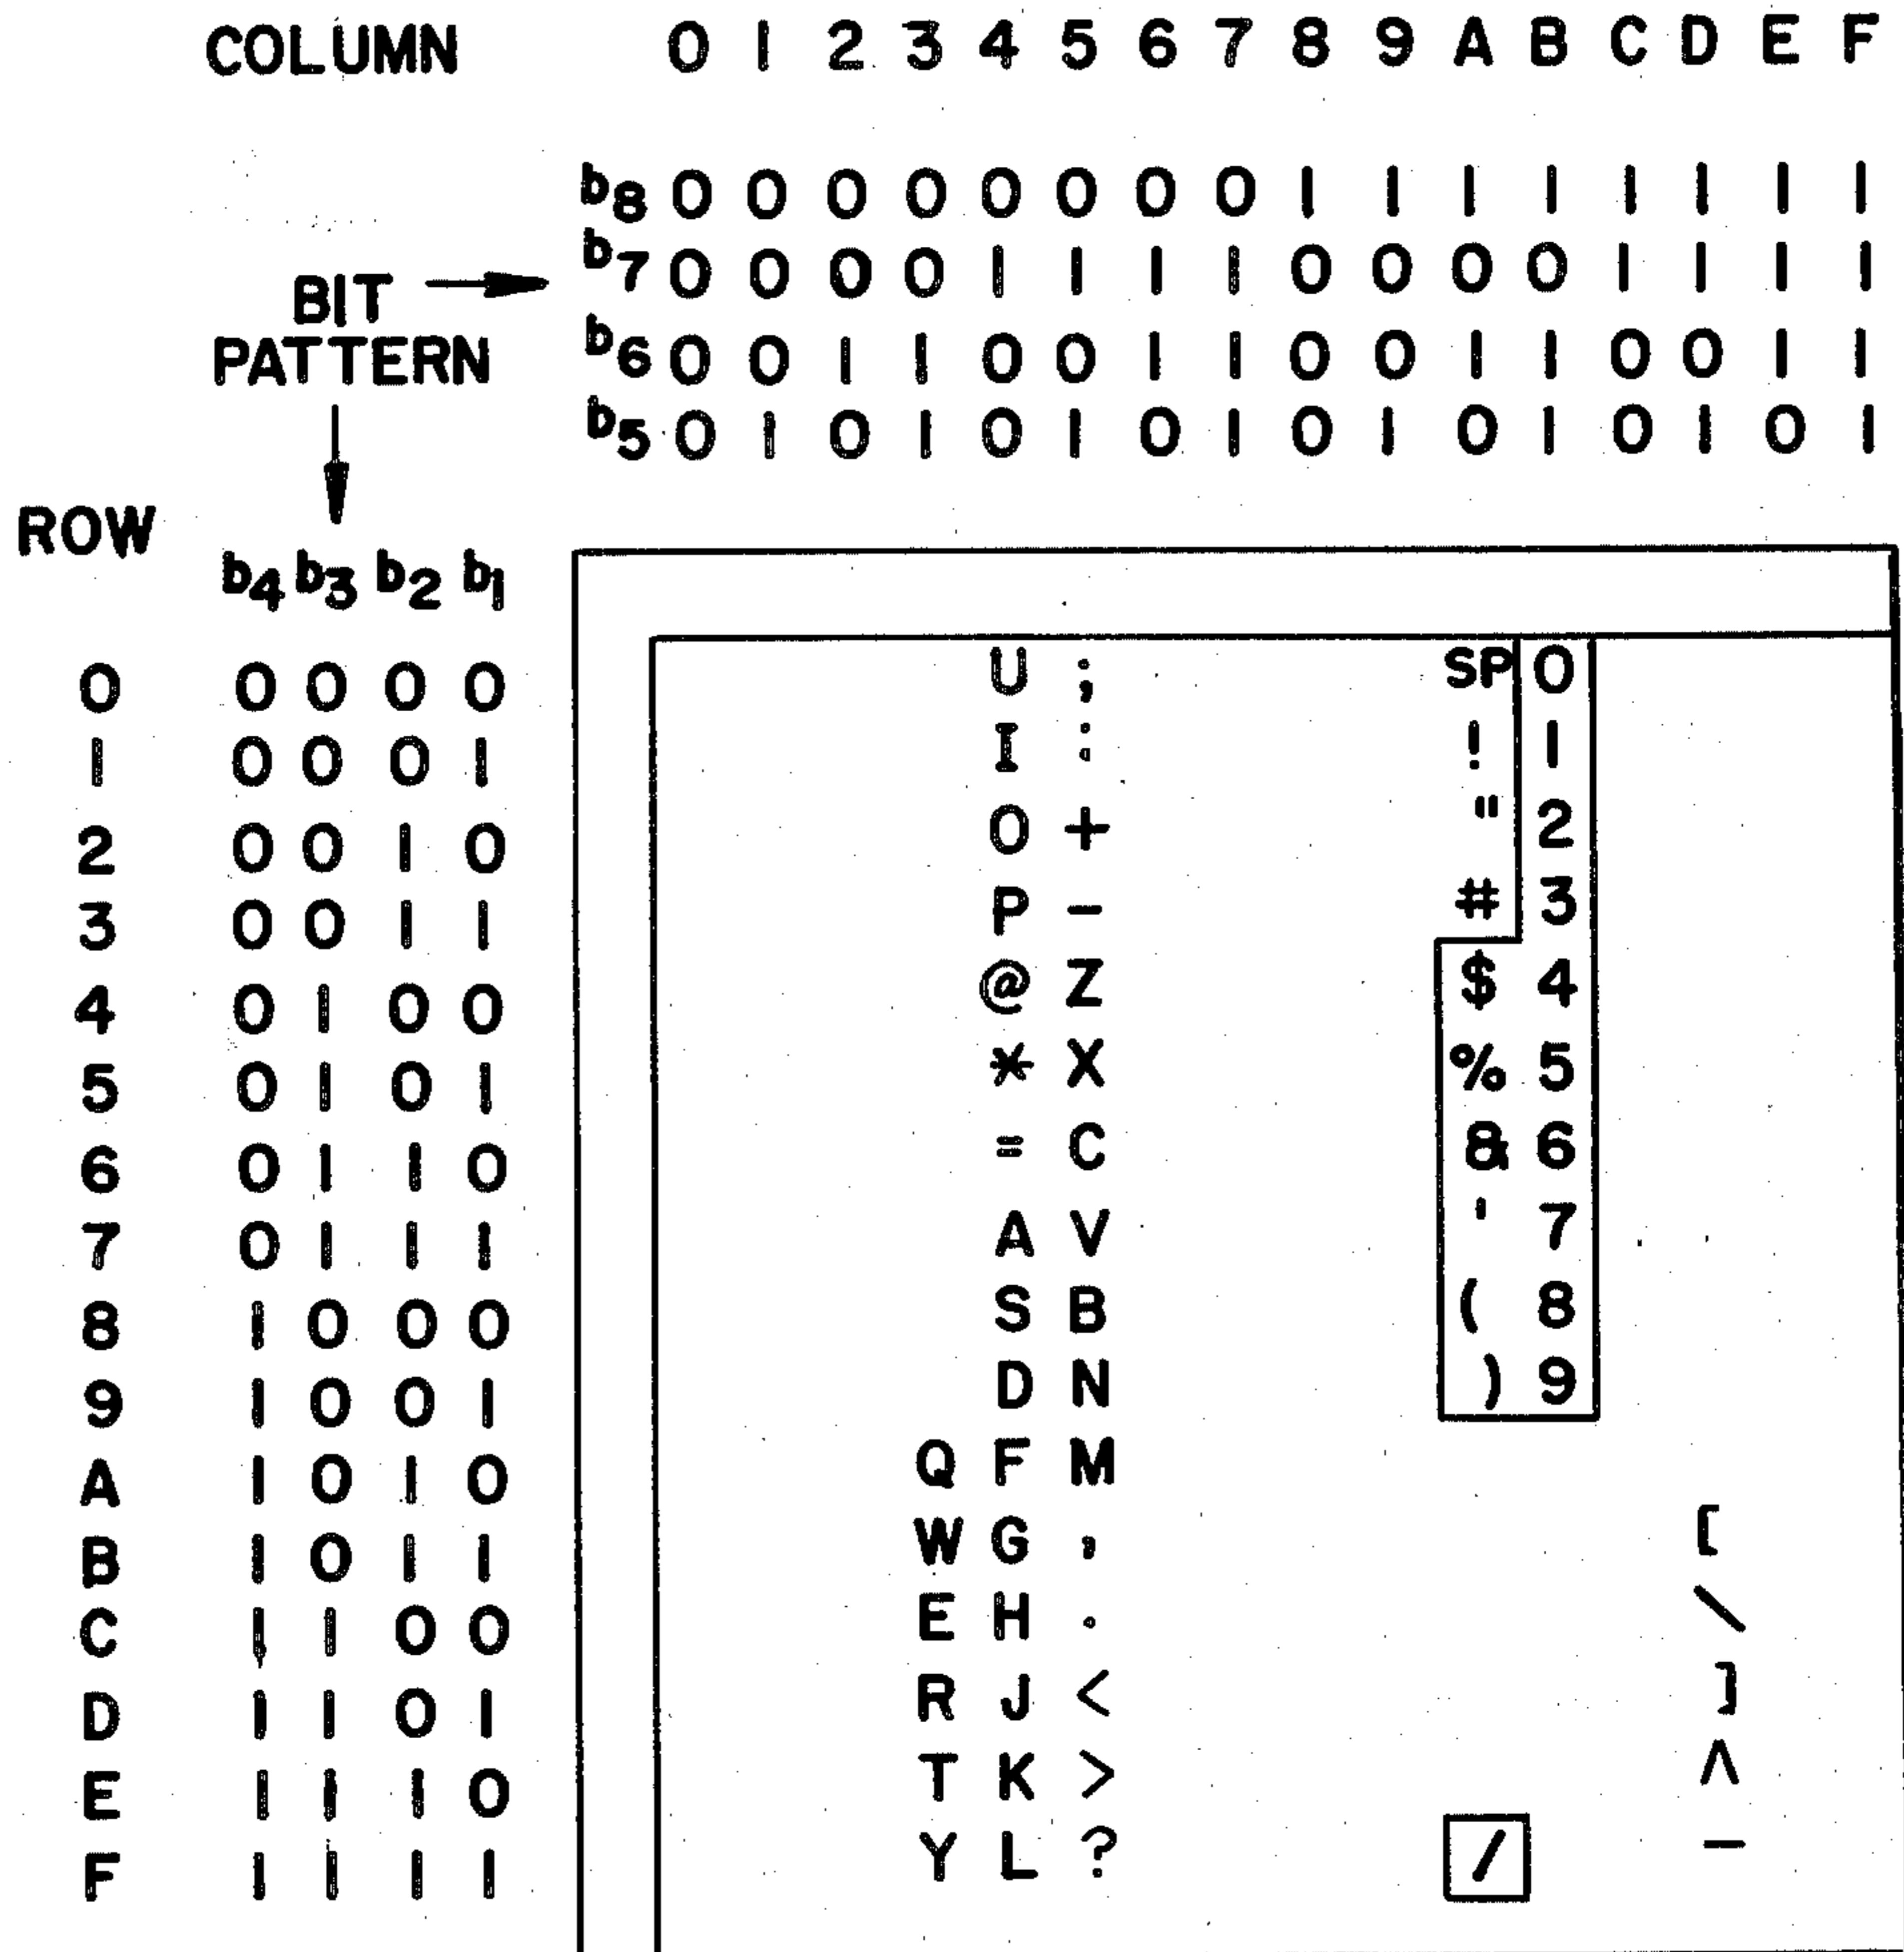 COLUMN 0 1 2 3 4 5 6 7 8 9 A B C D E F
b8 0 0 0 0 0 0 0 0 1 1 1 1 1 1 1 1
BIT → b7 0 0 0 0 1 1 1 1 0 0 0 0 1 1 1 1
PATTERN b6 0 0 1 1 0 0 1 1 0 0 1 1 0 0 1 1
b5 0 1 0 1 0 1 0 1 0 1 0 1 0 1 0 1
ROW
b4 b3 b2 b1
0 0 0 0 0 U ; SP 0
1 0 0 0 1 I : ! 1
2 0 0 1 0 O + " 2
3 0 0 1 1 P - # 3
4 0 1 0 0 @ Z $ 4
5 0 1 0 1 * X % 5
6 0 1 1 0 = C & 6
7 0 1 1 1 A V ' 7
8 1 0 0 0 S B ( 8
9 1 0 0 1 D N ) 9
A 1 0 1 0 Q F M
B 1 0 1 1 W G , [
C 1 1 0 0 E H . \
D 1 1 0 1 R J < ]
E 1 1 1 0 T K > ^
F 1 1 1 1 Y L ? / —